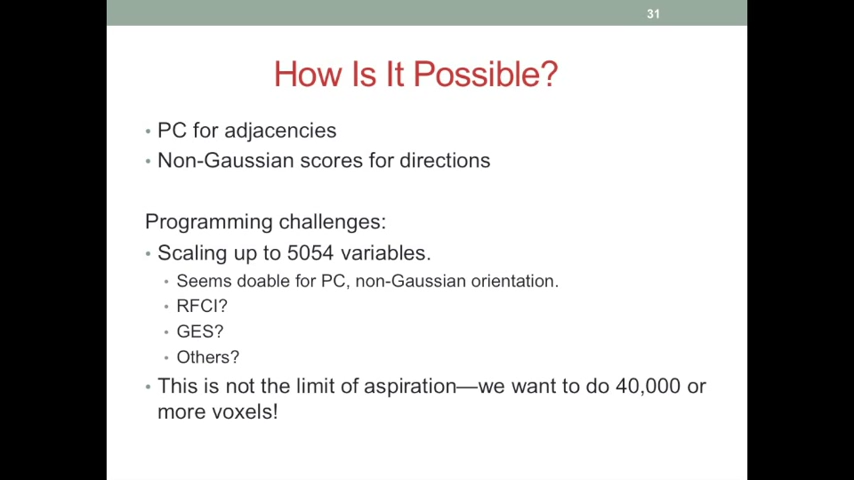 31
How Is It Possible?
• PC for adjacencies
• Non-Gaussian scores for directions
Programming challenges:
• Scaling up to 5054 variables.
• Seems doable for PC, non-Gaussian orientation.
• RFCI?
• GES?
• Others?
• This is not the limit of aspiration—we want to do 40,000 or
more voxels!